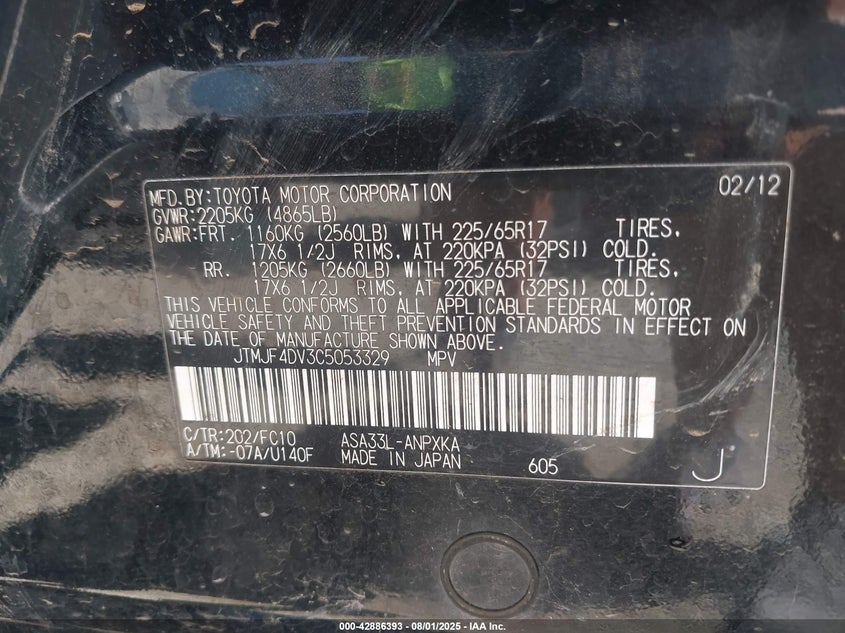 MFD.BY:TOYOTA MOTOR CORPORATION 02/12
GVWR:2205KG (4865LB)
GAWR:FRT. 1160KG (2560LB) WITH 225/65R17 TIRES,
17X6 1/2J RIMS, AT 220KPA (32PSI) COLD.
RR. 1205KG (2660LB) WITH 225/65R17 TIRES,
17X6 1/2J RIMS, AT 220KPA (32PSI) COLD.
THIS VEHICLE CONFORMS TO ALL APPLICABLE FEDERAL MOTOR
VEHICLE SAFETY AND THEFT PREVENTION STANDARDS IN EFFECT ON
THE DATE OF MANUFACTURE SHOWN ABOVE.
JTMJF4DV3C5053329 MPV
C/TR:202/FC10 ASA33L-ANPXKA
A/TM:-07A/U140F MADE IN JAPAN 605 J
000-42886393 - 08/01/2025 - IAA Inc.